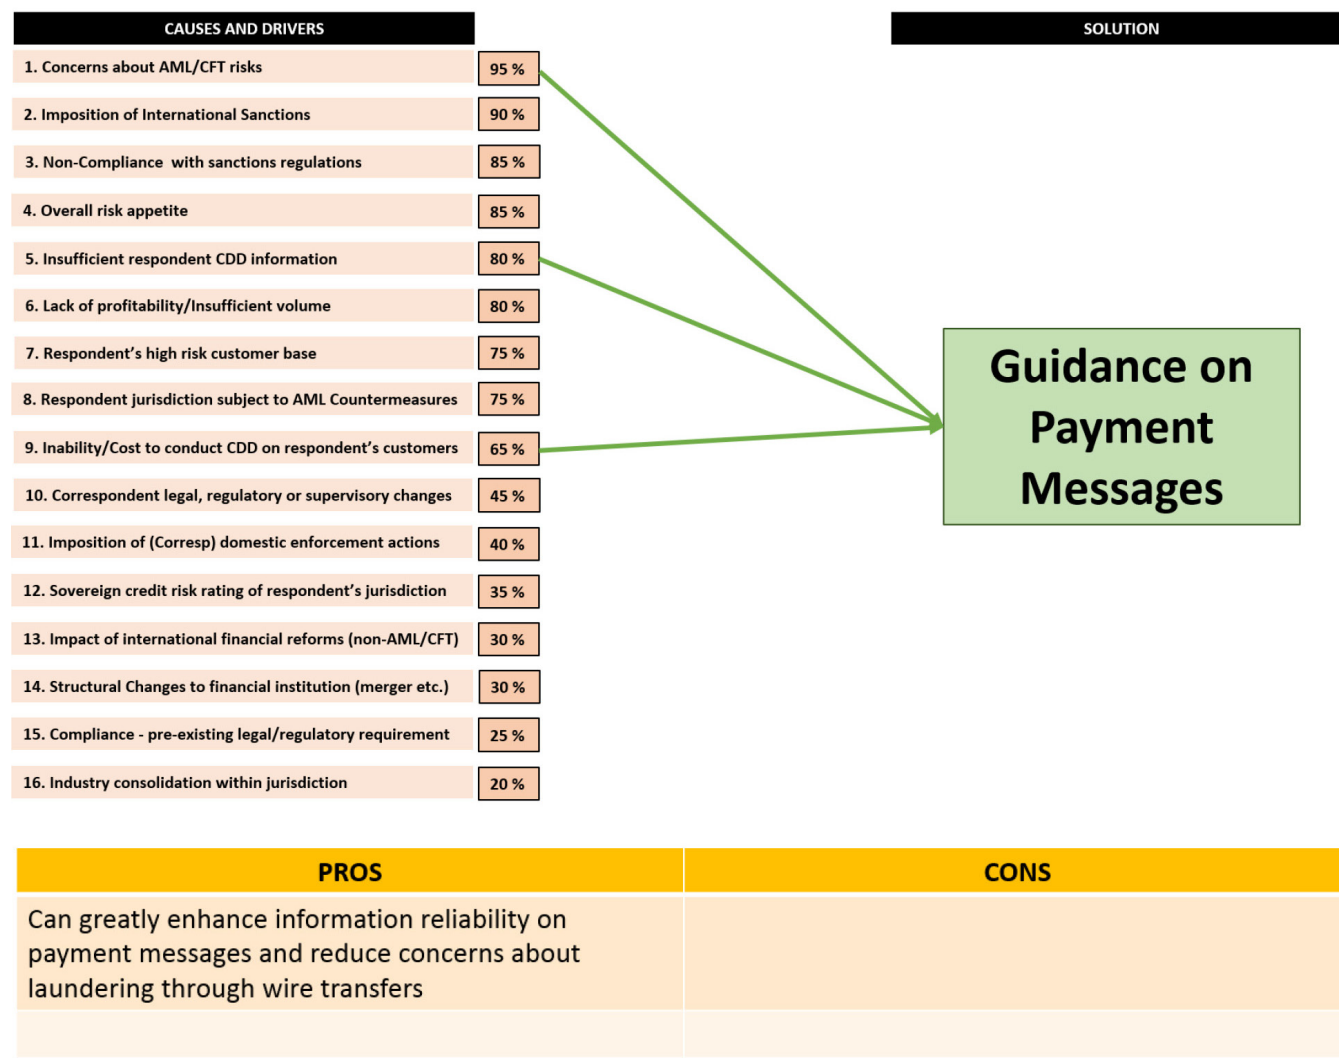 CAUSES AND DRIVERS
SOLUTION
1. Concerns about AML/CFT risks 95 %
2. Imposition of International Sanctions 90 %
3. Non-Compliance with sanctions regulations 85 %
4. Overall risk appetite 85 %
5. Insufficient respondent CDD information 80 %
6. Lack of profitability/Insufficient volume 80 %
7. Respondent’s high risk customer base 75 %
8. Respondent jurisdiction subject to AML Countermeasures 75 %
9. Inability/Cost to conduct CDD on respondent’s customers 65 %
10. Correspondent legal, regulatory or supervisory changes 45 %
11. Imposition of (Corresp) domestic enforcement actions 40 %
12. Sovereign credit risk rating of respondent’s jurisdiction 35 %
13. Impact of international financial reforms (non-AML/CFT) 30 %
14. Structural Changes to financial institution (merger etc.) 30 %
15. Compliance - pre-existing legal/regulatory requirement 25 %
16. Industry consolidation within jurisdiction 20 %
Guidance on
Payment
Messages
PROS
CONS
Can greatly enhance information reliability on
payment messages and reduce concerns about
laundering through wire transfers